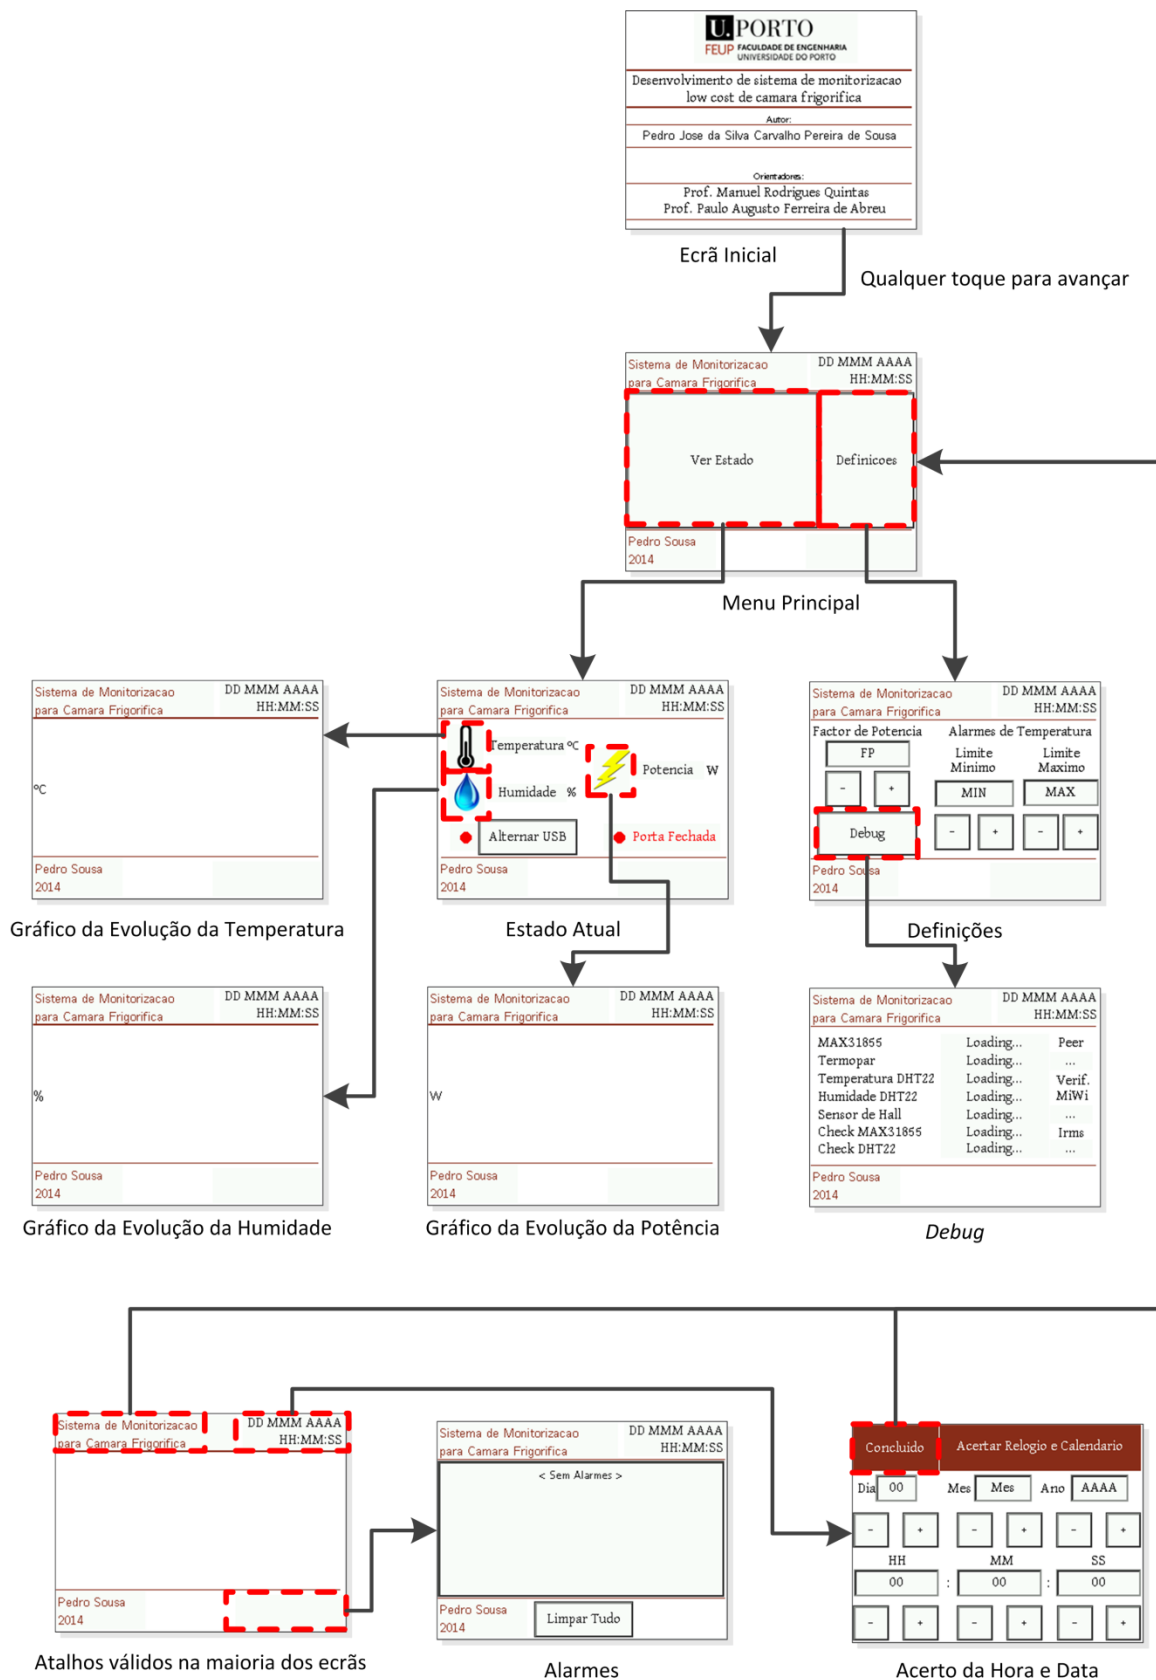 U. PORTO
FEUP FACULDADE DE ENGENHARIA
UNIVERSIDADE DO PORTO
Desenvolvimento de sistema de monitorizacao
low cost de camara frigorifica
Autor:
Pedro Jose da Silva Carvalho Pereira de Sousa
Orientadores:
Prof. Manuel Rodrigues Quintas
Prof. Paulo Augusto Ferreira de Abreu
Ecrã Inicial
Qualquer toque para avançar
Sistema de Monitorizacao
para Camara Frigorifica
DD MMM AAAA
HH:MM:SS
Ver Estado
Definicoes
Pedro Sousa
2014
Menu Principal
Sistema de Monitorizacao
para Camara Frigorifica
DD MMM AAAA
HH:MM:SS
ºC
Pedro Sousa
2014
Gráfico da Evolução da Temperatura
Sistema de Monitorizacao
para Camara Frigorifica
DD MMM AAAA
HH:MM:SS
Temperatura ºC
Potencia W
Humidade %
Alternar USB
Porta Fechada
Pedro Sousa
2014
Estado Atual
Sistema de Monitorizacao
para Camara Frigorifica
DD MMM AAAA
HH:MM:SS
Factor de Potencia
FP
- +
Debug
Alarmes de Temperatura
Limite
Minimo
MIN
- +
Limite
Maximo
MAX
- +
Pedro Sousa
2014
Definições
Sistema de Monitorizacao
para Camara Frigorifica
DD MMM AAAA
HH:MM:SS
%
Pedro Sousa
2014
Gráfico da Evolução da Humidade
Sistema de Monitorizacao
para Camara Frigorifica
DD MMM AAAA
HH:MM:SS
W
Pedro Sousa
2014
Gráfico da Evolução da Potência
Sistema de Monitorizacao
para Camara Frigorifica
DD MMM AAAA
HH:MM:SS
MAX31855 Loading... Peer
Termopar Loading... ...
Temperatura DHT22 Loading... Verif.
Humidade DHT22 Loading... MiWi
Sensor de Hall Loading... ...
Check MAX31855 Loading... Irms
Check DHT22 Loading... ...
Pedro Sousa
2014
Debug
Sistema de Monitorizacao
para Camara Frigorifica
DD MMM AAAA
HH:MM:SS
Pedro Sousa
2014
Atalhos válidos na maioria dos ecrãs
Sistema de Monitorizacao
para Camara Frigorifica
DD MMM AAAA
HH:MM:SS
< Sem Alarmes >
Pedro Sousa
2014
Limpar Tudo
Alarmes
Concluido
Acertar Relogio e Calendario
Dia 00 Mes Mes Ano AAAA
- + - + - +
HH MM SS
00 : 00 : 00
- + - + - +
Acerto da Hora e Data